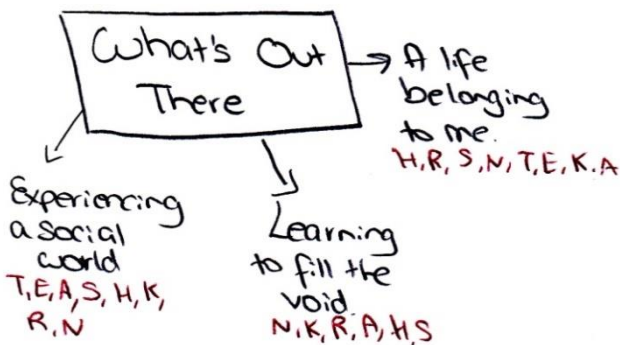 What's Out
There
A life
belonging
to me.
H, R, S, N, T, E, K. A
Experiencing
a social
world
T, E, A, S, H, K,
R, N
Learning
to fill the
void.
N, K, R, A, H, S